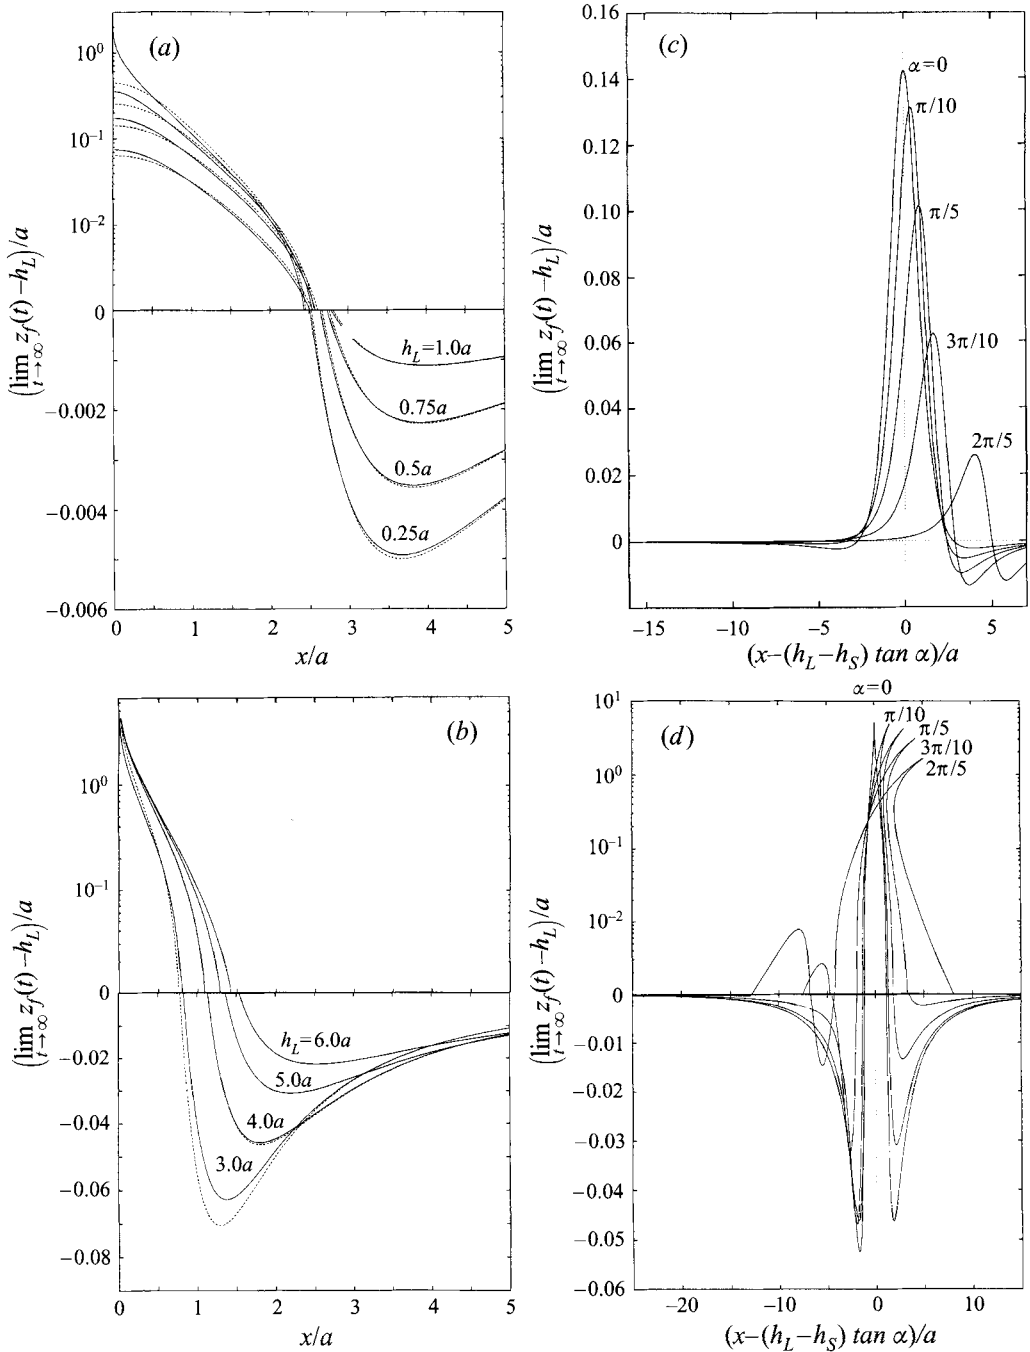 (a)
10^0
10^{-1}
10^{-2}
0
−0.002
−0.004
−0.006
h_L=1.0a
0.75a
0.5a
0.25a
0 1 2 3 4 5
x/a
(lim_{t→∞} z_f(t) −h_L)/a
(c)
0.16
0.14
0.12
0.10
0.08
0.06
0.04
0.02
0
α=0
π/10
π/5
3π/10
2π/5
−15 −10 −5 0 5
(x−(h_L−h_S) tan α)/a
(lim_{t→∞} z_f(t) −h_L)/a
(b)
10^0
10^{-1}
0
−0.02
−0.04
−0.06
−0.08
h_L=6.0a
5.0a
4.0a
3.0a
0 1 2 3 4 5
x/a
(lim_{t→∞} z_f(t) −h_L)/a
(d)
α=0
π/10
π/5
3π/10
2π/5
10^1
10^0
10^{-1}
10^{-2}
0
−0.01
−0.02
−0.03
−0.04
−0.05
−0.06
−20 −10 0 10
(x−(h_L−h_S) tan α)/a
(lim_{t→∞} z_f(t) −h_L)/a